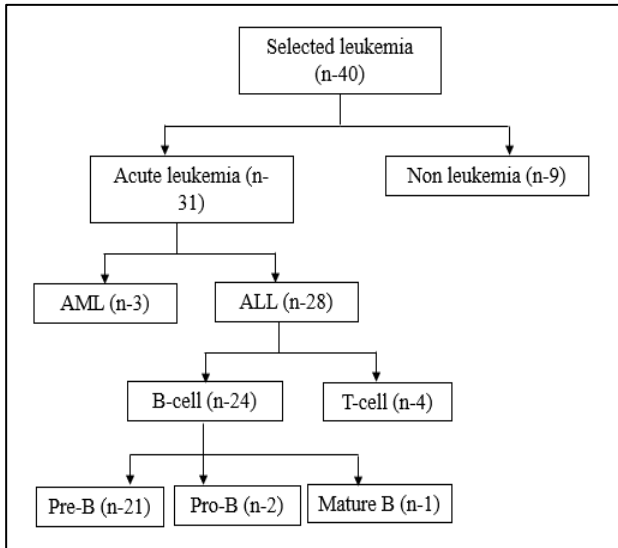 Selected leukemia
(n-40)
Acute leukemia (n-
31)
Non leukemia (n-9)
AML (n-3)
ALL (n-28)
B-cell (n-24)
T-cell (n-4)
Pre-B (n-21)
Pro-B (n-2)
Mature B (n-1)